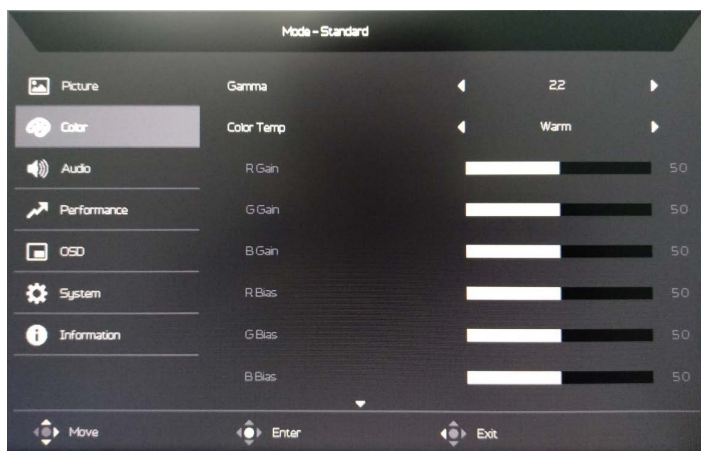 Mode - Standard
Picture
Gamma 2.2
Color
Color Temp Warm
Audio
R Gain 50
Performance
G Gain 50
OSD
B Gain 50
System
R Bias 50
Information
G Bias 50
B Bias 50
Move Enter Exit